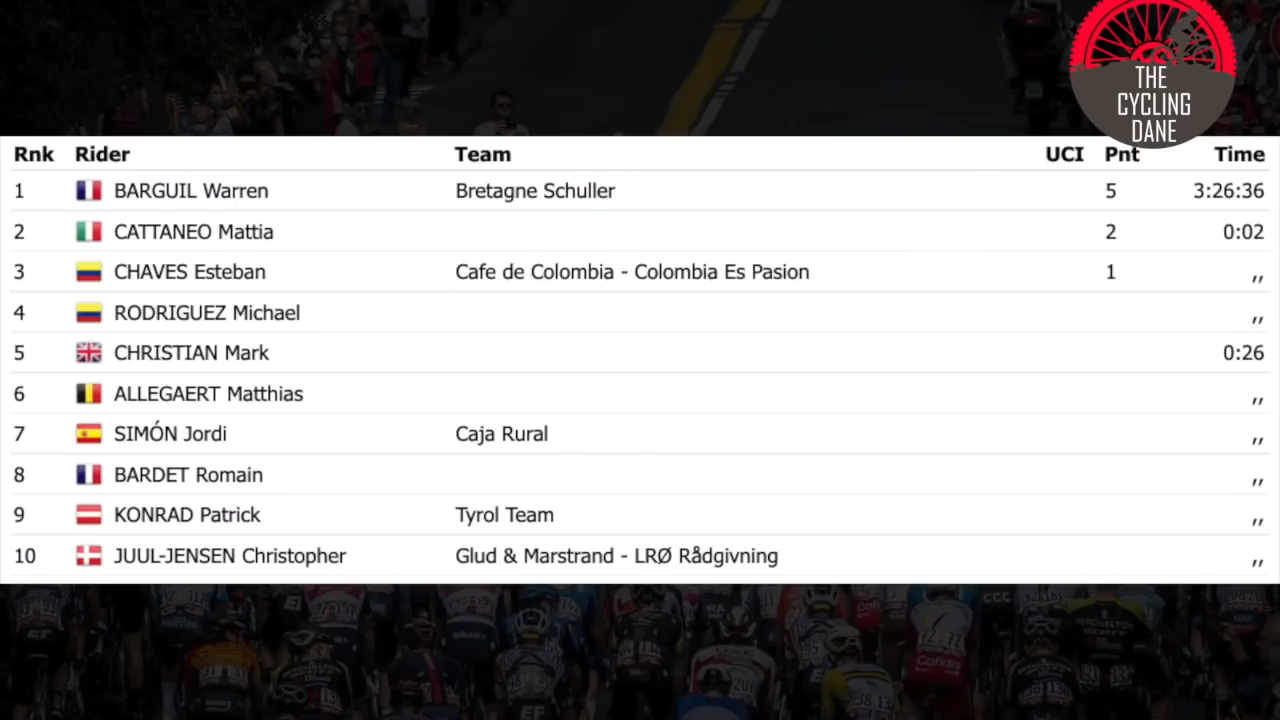 THE
CYCLING
DANE
Rnk Rider Team UCI Pnt Time
1 BARGUIL Warren Bretagne Schuller 5 3:26:36
2 CATTANEO Mattia 2 0:02
3 CHAVES Esteban Cafe de Colombia - Colombia Es Pasion 1 ,,
4 RODRIGUEZ Michael ,,
5 CHRISTIAN Mark 0:26
6 ALLEGAERT Matthias ,,
7 SIMÓN Jordi Caja Rural ,,
8 BARDET Romain ,,
9 KONRAD Patrick Tyrol Team ,,
10 JUUL-JENSEN Christopher Glud & Marstrand - LRØ Rådgivning ,,
CCC
Cofidis